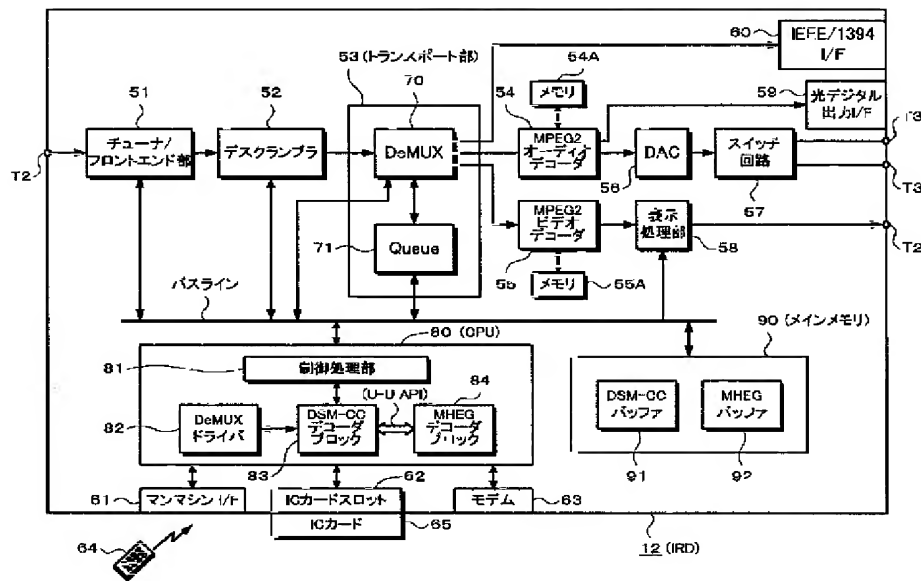 60
IEFE/1394
I/F
53(トランスポート部)
54A
メモリ
59
光デジタル
出力I/F
51
52
70
54
T2
チューナ/
フロントエンド部
デスクランブラ
DeMUX
MPEG2
オーディオ
デコーダ
DAC
56
スイッチ
回路
67
T3
T3
71
Queue
MPEG2
ビデオ
デコーダ
55
表示
処理部
58
T2
メモリ
55A
バスライン
80(CPU)
90(メインメモリ)
81
制御処理部
(U-U API)
84
82
DeMUX
ドライバ
DSM-CC
デコーダ
ブロック
83
MHEG
デコーダ
ブロック
DSM-CC
バッファ
91
MHEG
バッファ
92
62
61
マンマシン I/F
ICカードスロット
ICカード
65
モデム
63
64
12(IRD)